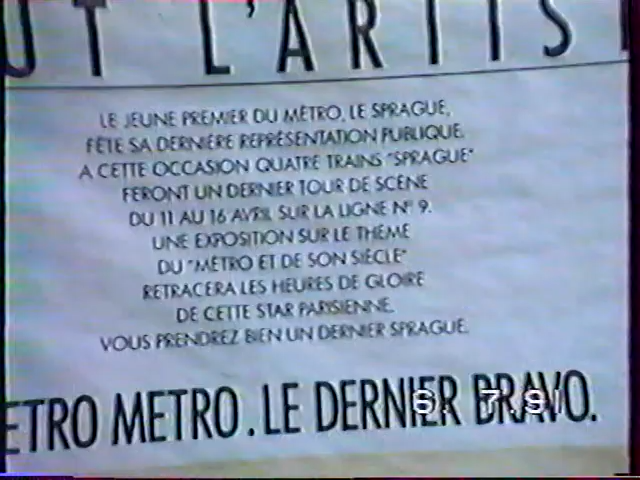 UT L'ARTIS
LE JEUNE PREMIER DU MÉTRO, LE SPRAGUE,
FÊTE SA DERNIÈRE REPRÉSENTATION PUBLIQUE.
A CETTE OCCASION QUATRE TRAINS "SPRAGUE"
FERONT UN DERNIER TOUR DE SCÈNE
DU 11 AU 16 AVRIL SUR LA LIGNE N° 9.
UNE EXPOSITION SUR LE THÈME
DU "MÉTRO ET DE SON SIÈCLE"
RETRACERA LES HEURES DE GLOIRE
DE CETTE STAR PARISIENNE.
VOUS PRENDREZ BIEN UN DERNIER SPRAGUE.
ETRO METRO. LE DERNIER BRAVO.